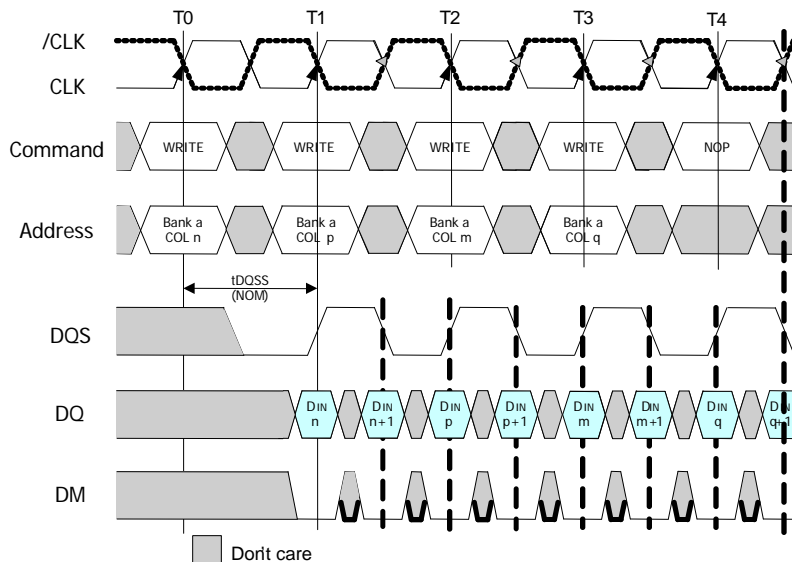 T0 T1 T2 T3 T4
/CLK
CLK
Command WRITE WRITE WRITE WRITE NOP
Address Bank a COL n Bank a COL p Bank a COL m Bank a COL q
tDQSS
(NOM)
DQS
DQ DIN n DIN n+1 DIN p DIN p+1 DIN m DIN m+1 DIN q DIN q+1
DM
Don't care